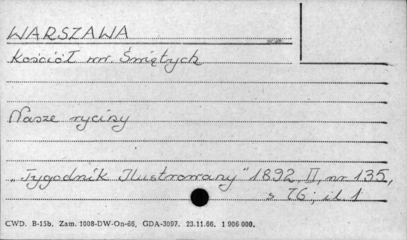 WARSZAWA
Kościół WW. Świętych
Nasze ryciny
„Tygodnik Ilustrowany" 1892, II, nr 135,
s 76; il. 1
CWD. B-15b. Zam. 1008-DW-On-66, GDA-3097. 23.11.66. 1 906 000.